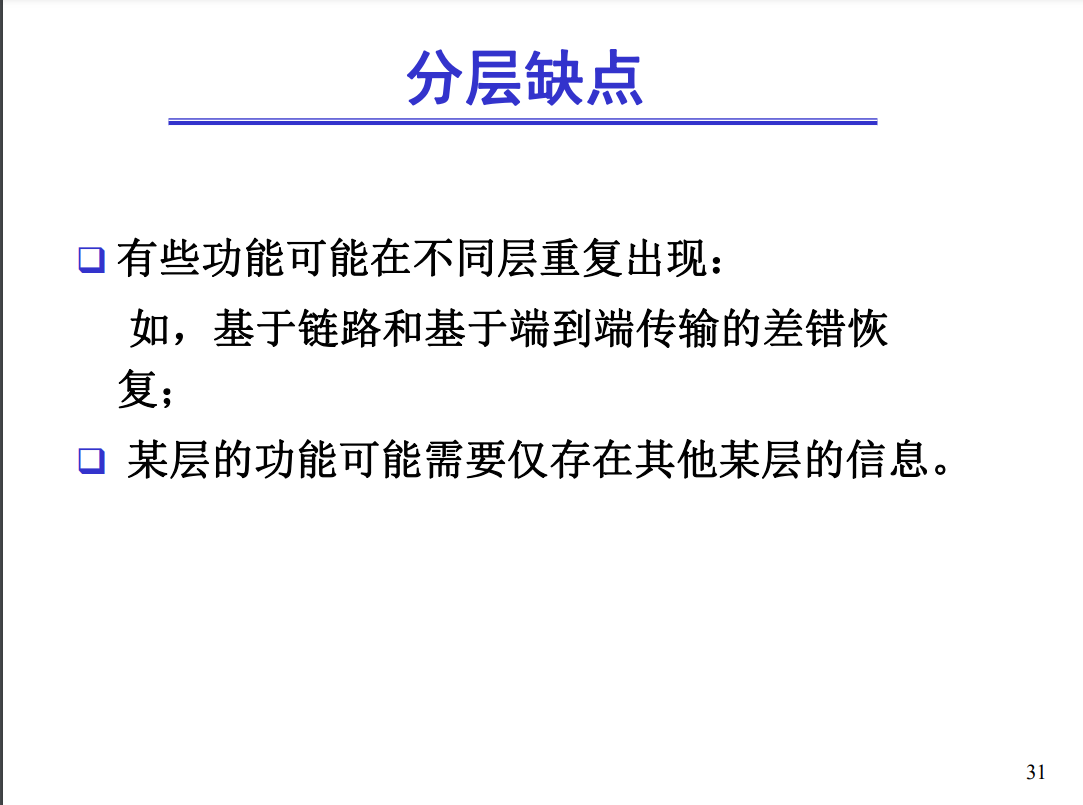 分层缺点
❑ 有些功能可能在不同层重复出现：
如，基于链路和基于端到端传输的差错恢
复；
❑ 某层的功能可能需要仅存在其他某层的信息。
31